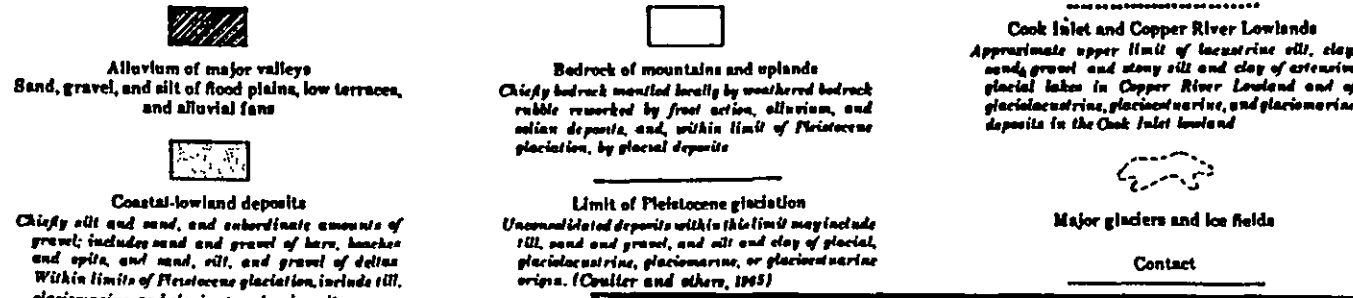 Alluvium of major valleys
Sand, gravel, and silt of flood plains, low terraces,
and alluvial fans
Coastal-lowland deposits
Chiefly silt and sand, and subordinate amounts of
gravel; includes sand and gravel of bars, beaches
and spits, and sand, silt, and gravel of deltas
Within limits of Pleistocene glaciation, include till,
Bedrock of mountains and uplands
Chiefly bedrock mantled locally by weathered bedrock
rubble reworked by frost action, alluvium, and
eolian deposits, and, within limit of Pleistocene
glaciation, by glacial deposits
Limit of Pleistocene glaciation
Unconsolidated deposits within this limit may include
till, sand and gravel, and silt and clay of glacial,
glaciolacustrine, glaciomarine, or glacioestuarine
origin. (Coulter and others, 1965)
Cook Inlet and Copper River Lowlands
Approximate upper limit of lacustrine silt, clay
sand, gravel and stony silt and clay of extensive
glacial lakes in Copper River Lowland and of
glaciolacustrine, glacioestuarine, and glaciomarine
deposits in the Cook Inlet lowland
Major glaciers and ice fields
Contact